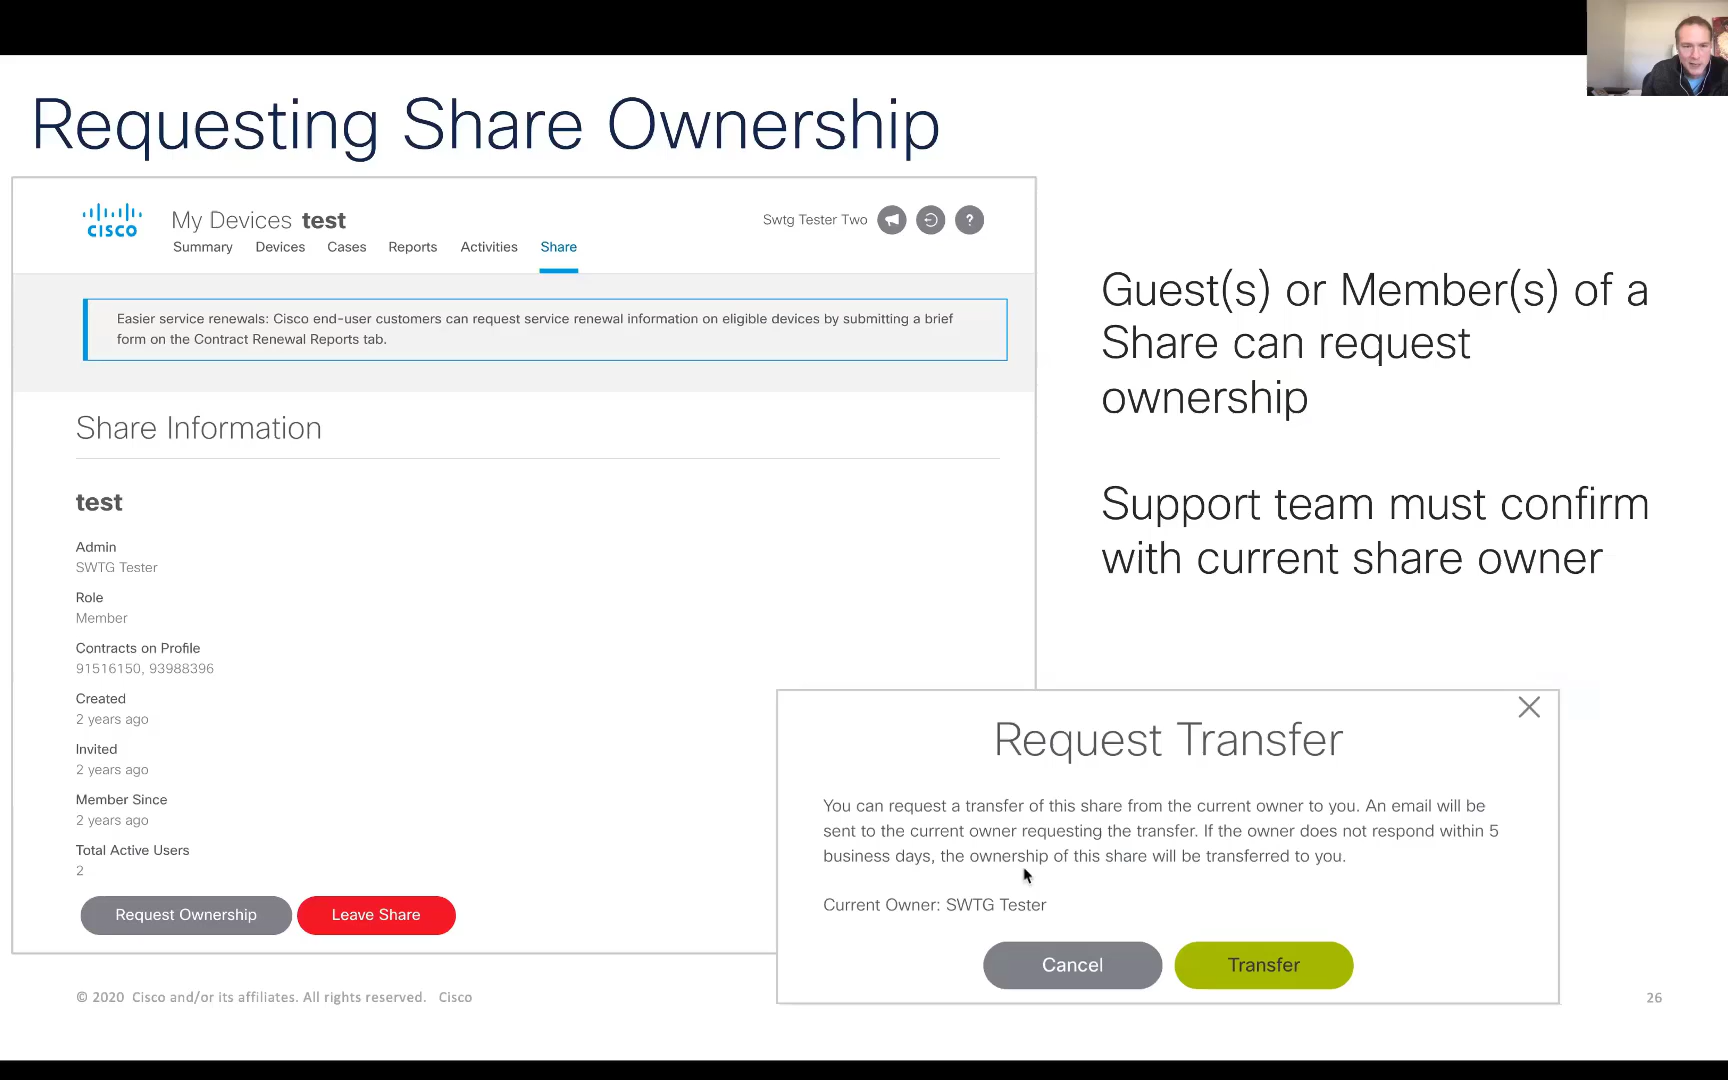 Requesting Share Ownership
CISCO
My Devices test
Swtg Tester Two
?
Summary Devices Cases Reports Activities Share
Easier service renewals: Cisco end-user customers can request service renewal information on eligible devices by submitting a brief
form on the Contract Renewal Reports tab.
Share Information
test
Admin
SWTG Tester
Role
Member
Contracts on Profile
91516150, 93988396
Created
2 years ago
Invited
2 years ago
Member Since
2 years ago
Total Active Users
2
Request Ownership
Leave Share
Guest(s) or Member(s) of a
Share can request
ownership
Support team must confirm
with current share owner
Request Transfer
You can request a transfer of this share from the current owner to you. An email will be
sent to the current owner requesting the transfer. If the owner does not respond within 5
business days, the ownership of this share will be transferred to you.
Current Owner: SWTG Tester
Cancel
Transfer
© 2020 Cisco and/or its affiliates. All rights reserved. Cisco
26